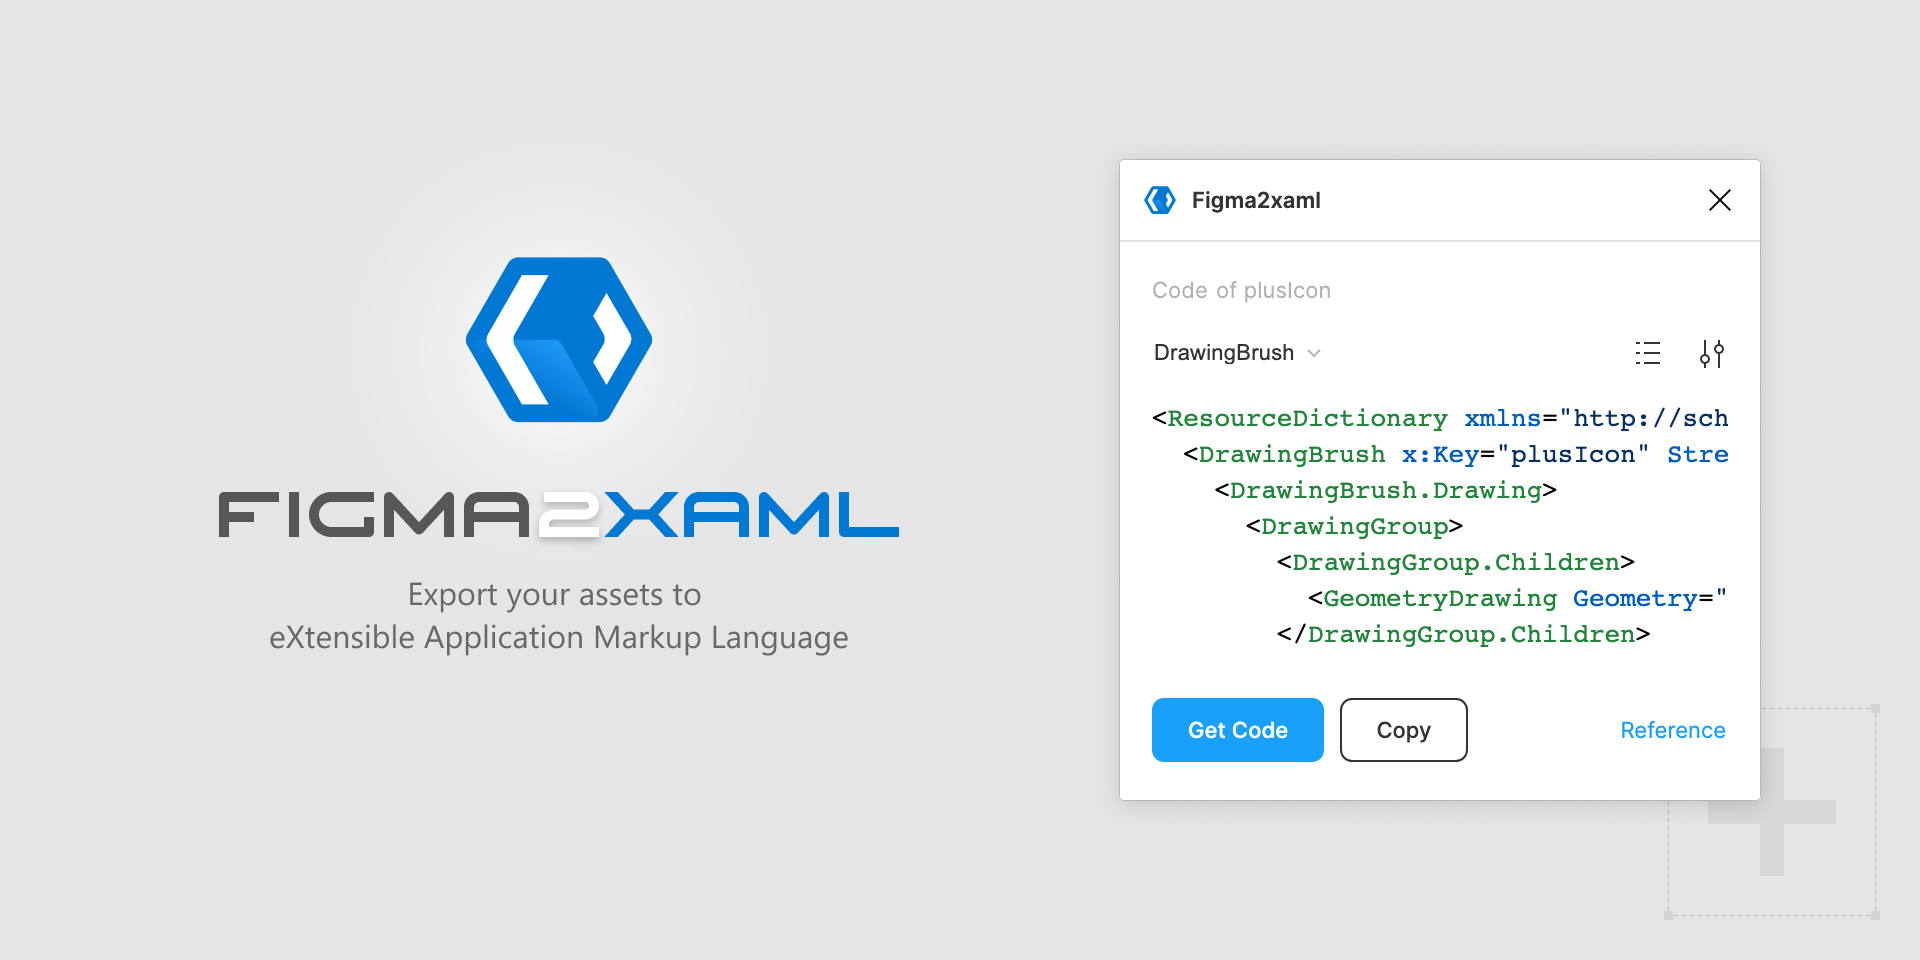 FIGMA2XAML
Export your assets to
eXtensible Application Markup Language
Figma2xaml
Code of plusIcon
DrawingBrush
<ResourceDictionary xmlns="http://sch
<DrawingBrush x:Key="plusIcon" Stre
<DrawingBrush.Drawing>
<DrawingGroup>
<DrawingGroup.Children>
<GeometryDrawing Geometry="
</DrawingGroup.Children>
Get Code
Copy
Reference